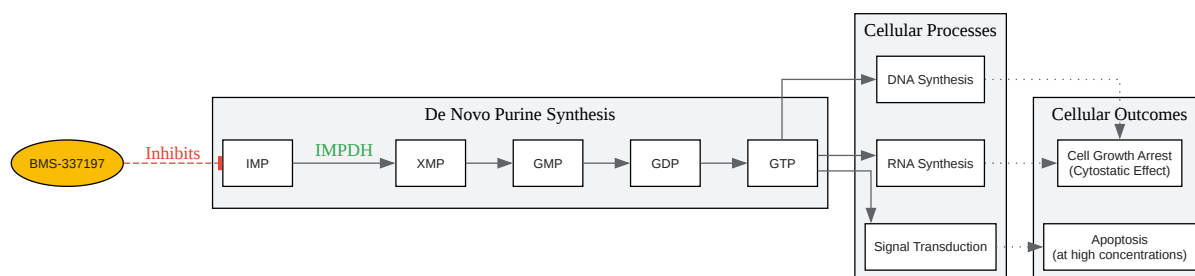 Cellular Processes
DNA Synthesis
De Novo Purine Synthesis
Cellular Outcomes
BMS-337197
Inhibits
IMP
IMPDH
XMP
GMP
GDP
GTP
RNA Synthesis
Cell Growth Arrest
(Cytostatic Effect)
Signal Transduction
Apoptosis
(at high concentrations)